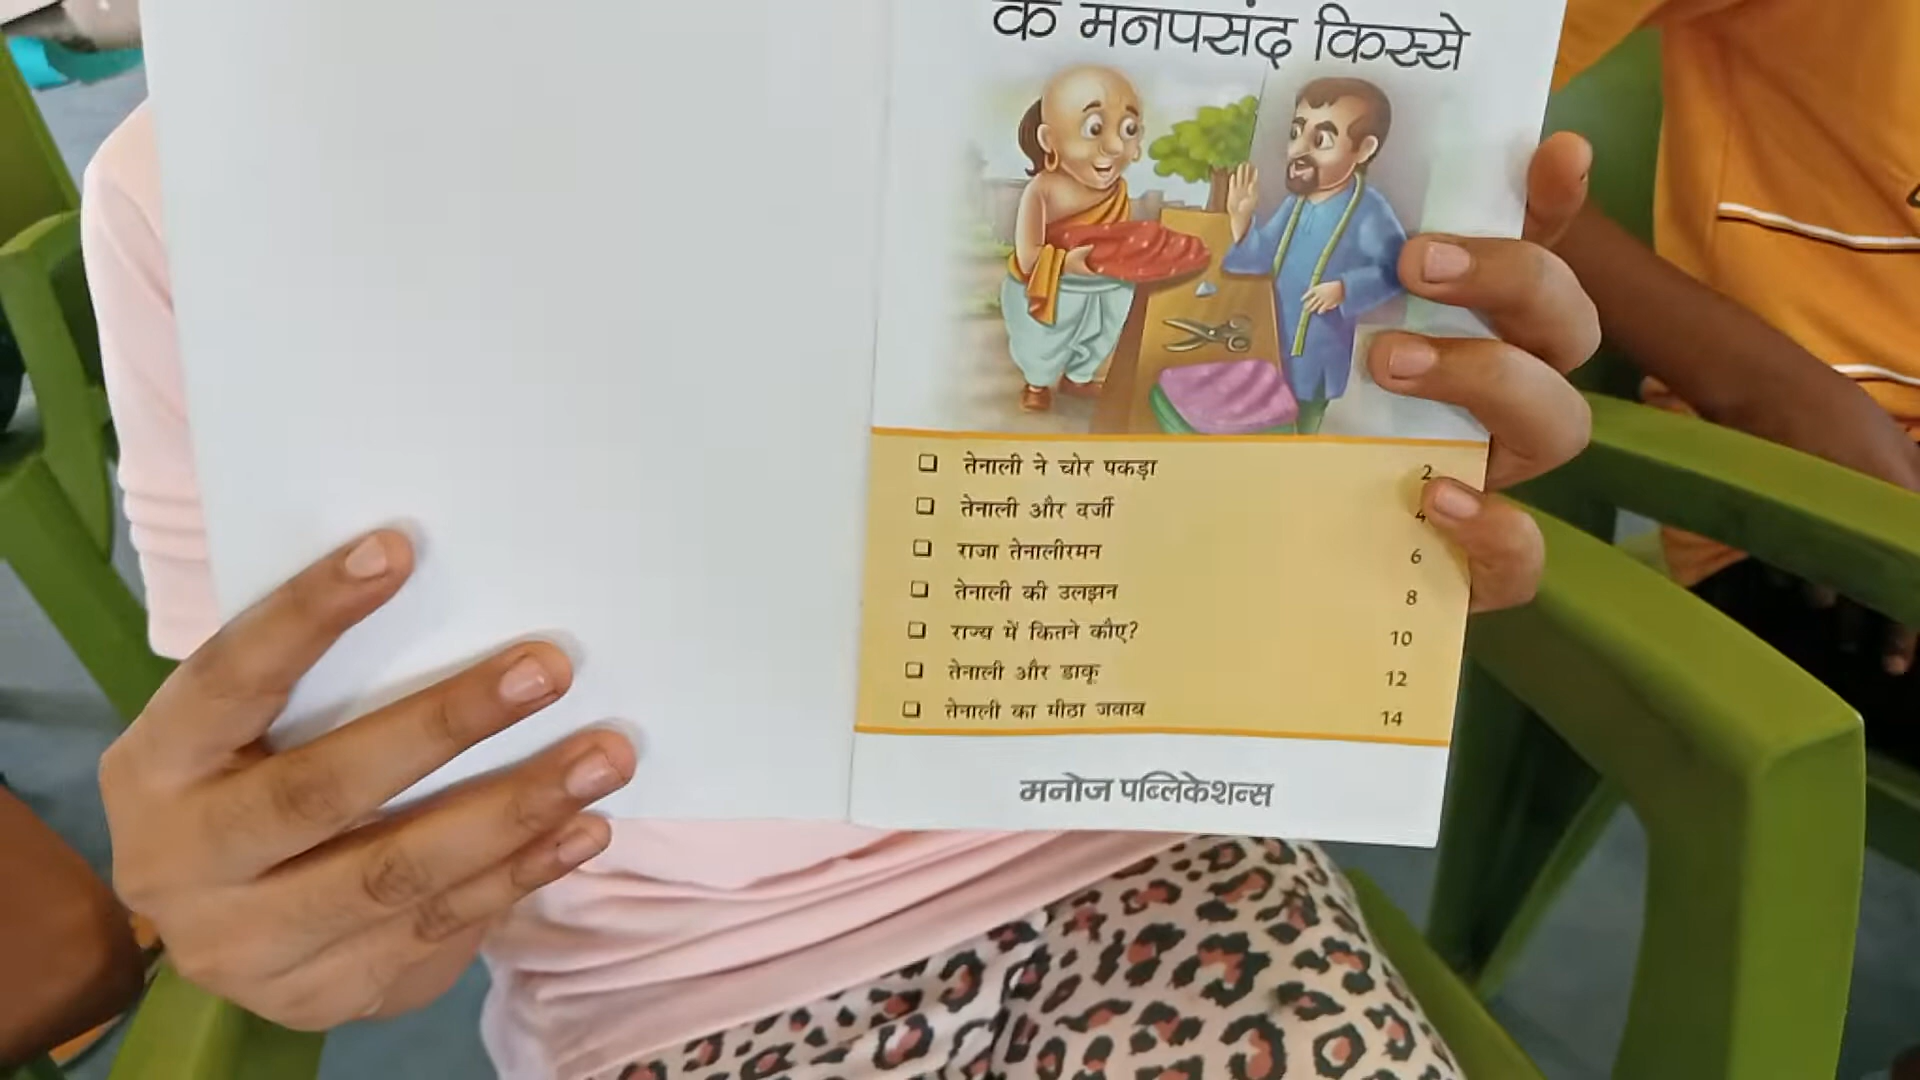 के मनपसंद किस्से
❑ तेनाली ने चोर पकड़ा 2
❑ तेनाली और दर्जी 4
❑ राजा तेनालीरमन 6
❑ तेनाली की उलझन 8
❑ राज्य में कितने कौए? 10
❑ तेनाली और डाकू 12
❑ तेनाली का मीठा जवाब 14
मनोज पब्लिकेशन्स